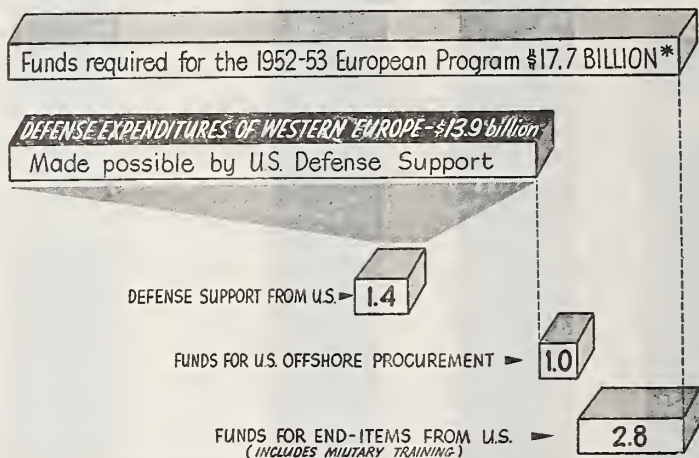 Funds required for the 1952-53 European Program $17.7 BILLION*
DEFENSE EXPENDITURES OF WESTERN EUROPE-$13.9 billion
Made possible by U.S. Defense Support
DEFENSE SUPPORT FROM U.S. ► 1.4
FUNDS FOR U.S. OFFSHORE PROCUREMENT ► 1.0
FUNDS FOR END-ITEMS FROM U.S. ► 2.8
(INCLUDES MILITARY TRAINING)